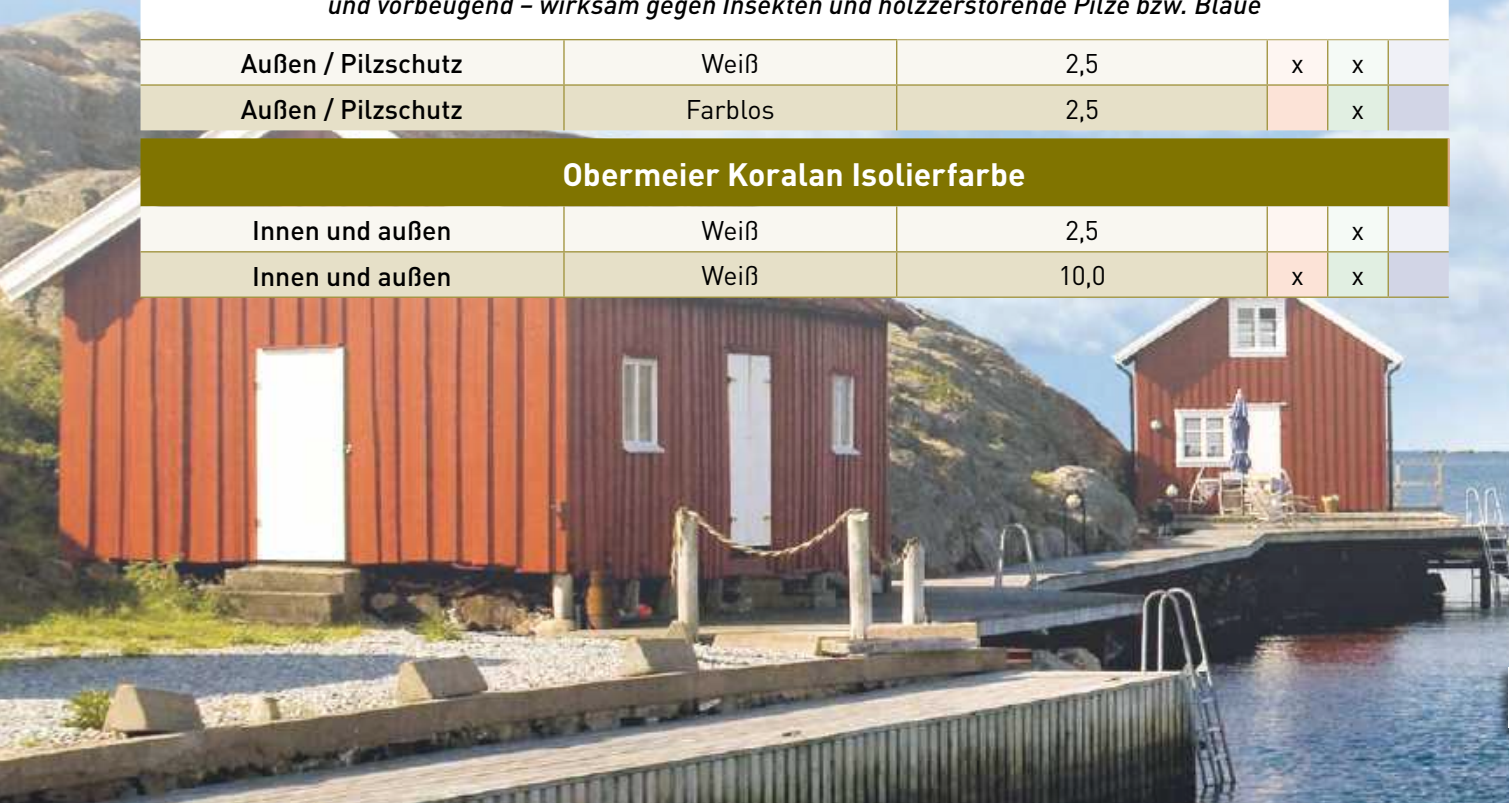 und vorbeugend – wirksam gegen Insekten und holzzerstörende Pilze bzw. Bläue
Außen / Pilzschutz Weiß 2,5 x x
Außen / Pilzschutz Farblos 2,5 x
Obermeier Koralan Isolierfarbe
Innen und außen Weiß 2,5 x
Innen und außen Weiß 10,0 x x